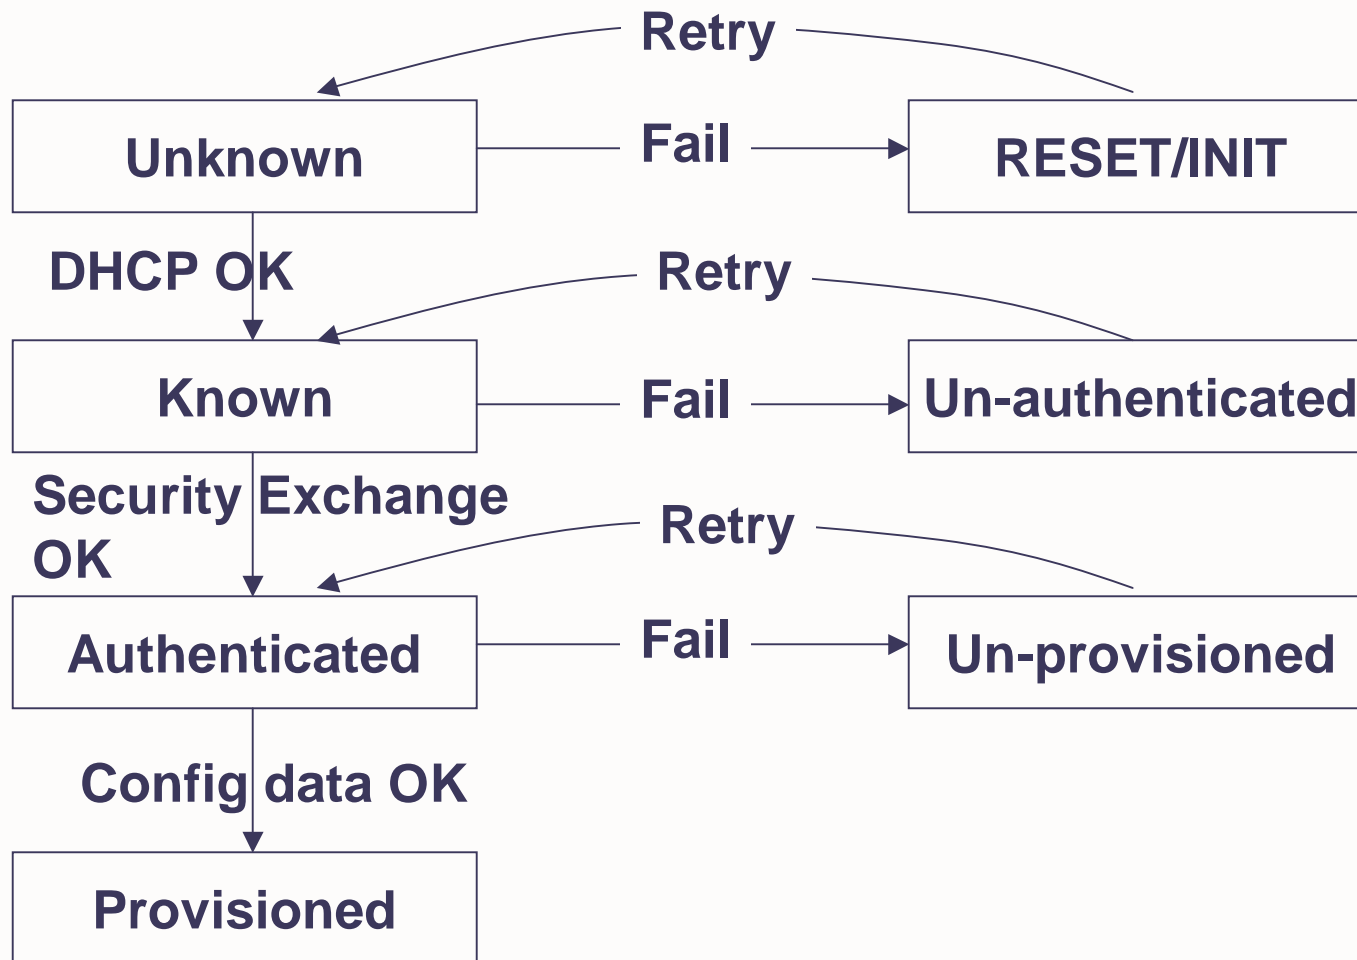 Retry
Unknown
Fail
RESET/INIT
DHCP OK
Retry
Known
Fail
Un-authenticated
Security Exchange
OK
Retry
Authenticated
Fail
Un-provisioned
Config data OK
Provisioned